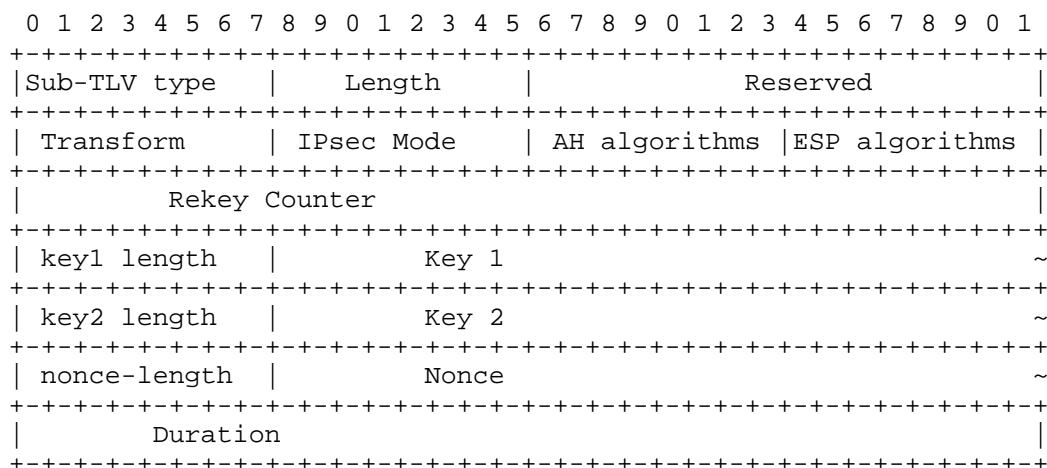 0 1 2 3 4 5 6 7 8 9 0 1 2 3 4 5 6 7 8 9 0 1 2 3 4 5 6 7 8 9 0 1
+-+-+-+-+-+-+-+-+-+-+-+-+-+-+-+-+-+-+-+-+-+-+-+-+-+-+-+-+-+-+-+-+
|Sub-TLV type   |    Length     |             Reserved          |
+-+-+-+-+-+-+-+-+-+-+-+-+-+-+-+-+-+-+-+-+-+-+-+-+-+-+-+-+-+-+-+-+
| Transform     | IPsec Mode    | AH algorithms |ESP algorithms |
+-+-+-+-+-+-+-+-+-+-+-+-+-+-+-+-+-+-+-+-+-+-+-+-+-+-+-+-+-+-+-+-+
|         Rekey Counter                                         |
+-+-+-+-+-+-+-+-+-+-+-+-+-+-+-+-+-+-+-+-+-+-+-+-+-+-+-+-+-+-+-+-+
| key1 length   |         Key 1                                 ~
+-+-+-+-+-+-+-+-+-+-+-+-+-+-+-+-+-+-+-+-+-+-+-+-+-+-+-+-+-+-+-+-+
| key2 length   |         Key 2                                 ~
+-+-+-+-+-+-+-+-+-+-+-+-+-+-+-+-+-+-+-+-+-+-+-+-+-+-+-+-+-+-+-+-+
| nonce-length  |         Nonce                                 ~
+-+-+-+-+-+-+-+-+-+-+-+-+-+-+-+-+-+-+-+-+-+-+-+-+-+-+-+-+-+-+-+-+
|        Duration                                               |
+-+-+-+-+-+-+-+-+-+-+-+-+-+-+-+-+-+-+-+-+-+-+-+-+-+-+-+-+-+-+-+-+